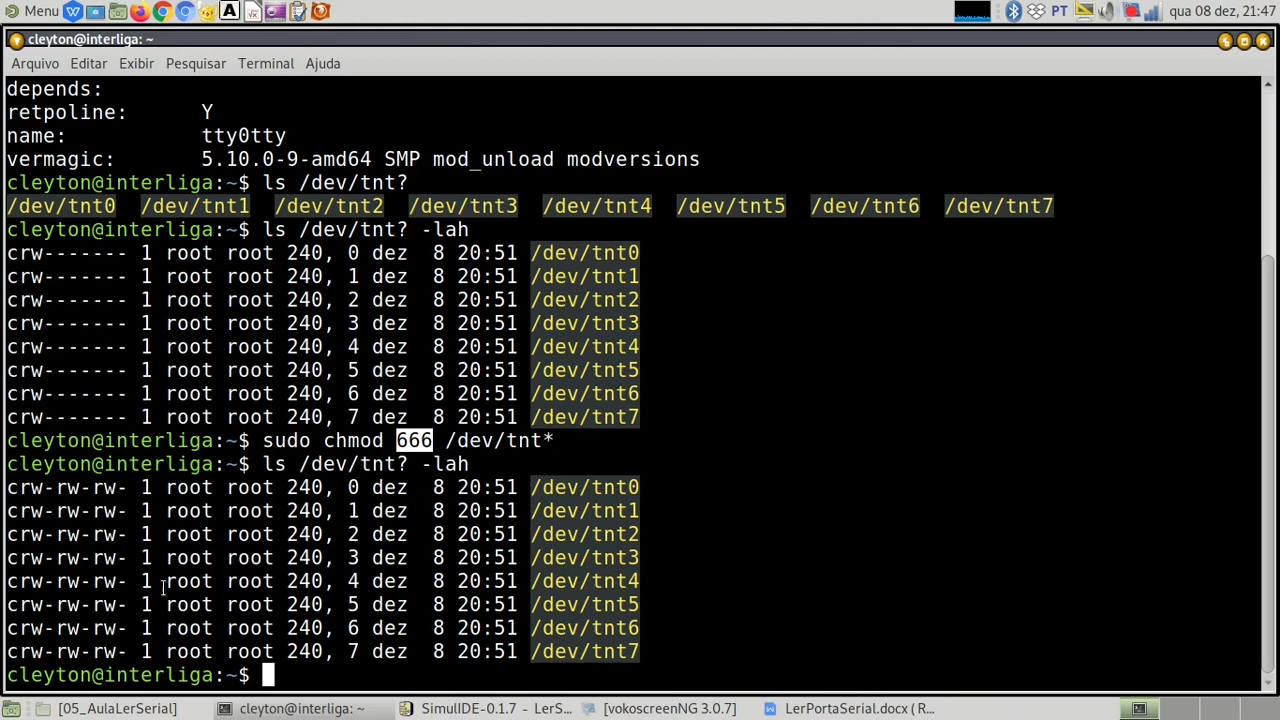 Menu
A
PT
qua 08 dez, 21:47
cleyton@interliga: ~
Arquivo Editar Exibir Pesquisar Terminal Ajuda
depends:
retpoline: Y
name: tty0tty
vermagic: 5.10.0-9-amd64 SMP mod_unload modversions
cleyton@interliga:~$ ls /dev/tnt?
/dev/tnt0 /dev/tnt1 /dev/tnt2 /dev/tnt3 /dev/tnt4 /dev/tnt5 /dev/tnt6 /dev/tnt7
cleyton@interliga:~$ ls /dev/tnt? -lah
crw------- 1 root root 240, 0 dez 8 20:51 /dev/tnt0
crw------- 1 root root 240, 1 dez 8 20:51 /dev/tnt1
crw------- 1 root root 240, 2 dez 8 20:51 /dev/tnt2
crw------- 1 root root 240, 3 dez 8 20:51 /dev/tnt3
crw------- 1 root root 240, 4 dez 8 20:51 /dev/tnt4
crw------- 1 root root 240, 5 dez 8 20:51 /dev/tnt5
crw------- 1 root root 240, 6 dez 8 20:51 /dev/tnt6
crw------- 1 root root 240, 7 dez 8 20:51 /dev/tnt7
cleyton@interliga:~$ sudo chmod 666 /dev/tnt*
cleyton@interliga:~$ ls /dev/tnt? -lah
crw-rw-rw- 1 root root 240, 0 dez 8 20:51 /dev/tnt0
crw-rw-rw- 1 root root 240, 1 dez 8 20:51 /dev/tnt1
crw-rw-rw- 1 root root 240, 2 dez 8 20:51 /dev/tnt2
crw-rw-rw- 1 root root 240, 3 dez 8 20:51 /dev/tnt3
crw-rw-rw- 1 root root 240, 4 dez 8 20:51 /dev/tnt4
crw-rw-rw- 1 root root 240, 5 dez 8 20:51 /dev/tnt5
crw-rw-rw- 1 root root 240, 6 dez 8 20:51 /dev/tnt6
crw-rw-rw- 1 root root 240, 7 dez 8 20:51 /dev/tnt7
cleyton@interliga:~$
[05_AulaLerSerial] cleyton@interliga: ~ SimulIDE-0.1.7 - LerS... [vokoscreenNG 3.0.7] LerPortaSerial.docx (R...